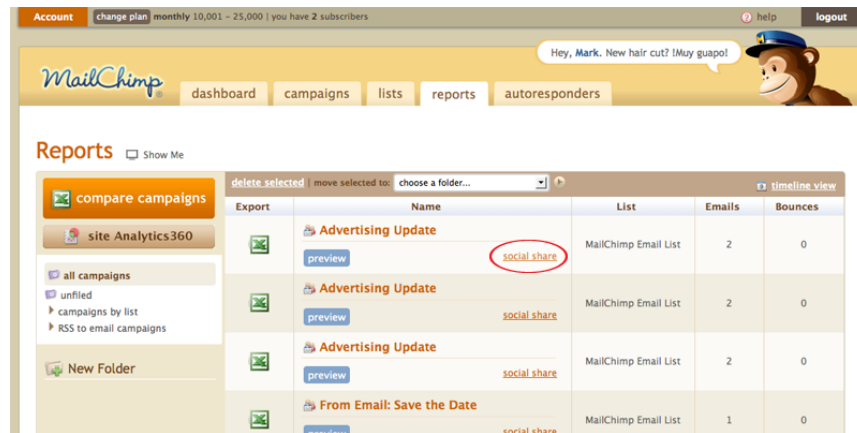 Account change plan monthly 10,001 - 25,000 | you have 2 subscribers help logout
Hey, Mark. New hair cut? !Muy guapo!
MailChimp
dashboard campaigns lists reports autoresponders
Reports Show Me
delete selected | move selected to: choose a folder... timeline view
compare campaigns
Export Name List Emails Bounces
site Analytics360
Advertising Update
preview social share MailChimp Email List 2 0
all campaigns
unfiled
campaigns by list
RSS to email campaigns
Advertising Update
preview social share MailChimp Email List 2 0
New Folder
Advertising Update
preview social share MailChimp Email List 2 0
From Email: Save the Date
preview social share MailChimp Email List 1 0